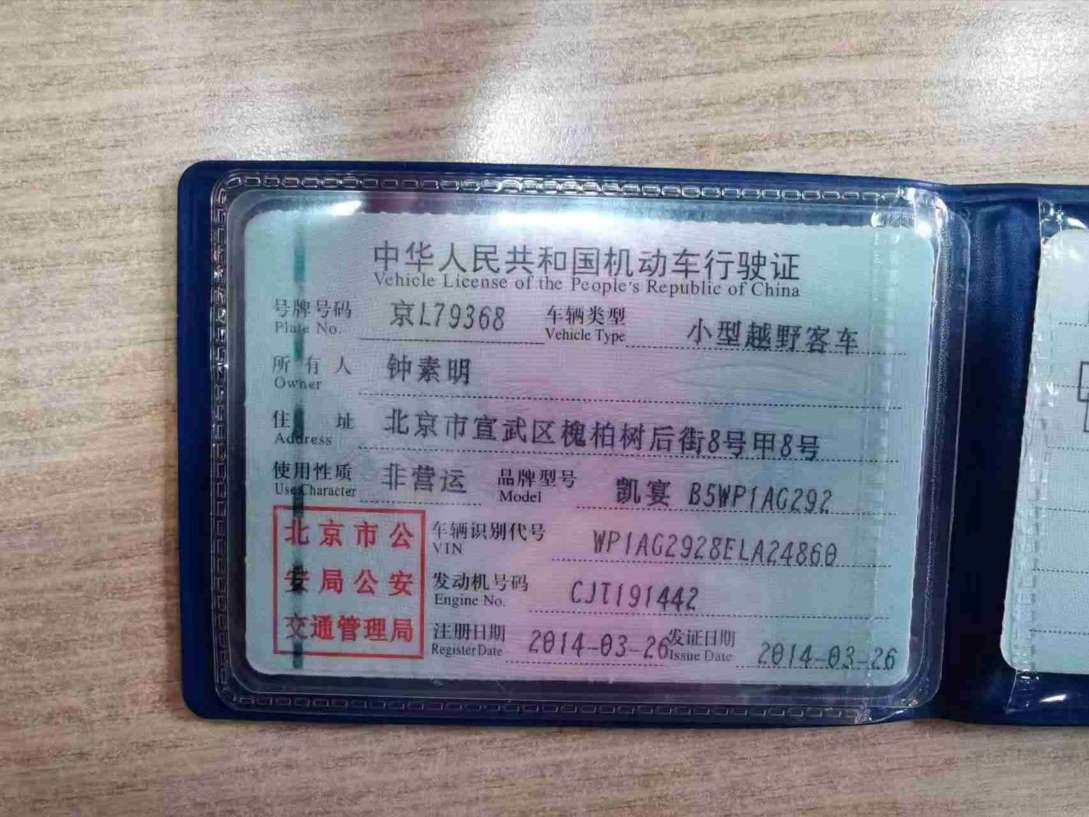 中华人民共和国机动车行驶证
Vehicle License of the People's Republic of China
号牌号码 京L79368 车辆类型 小型越野客车
Plate No. Vehicle Type
所有人 钟素明
Owner
住址 北京市宣武区槐柏树后街8号甲8号
Address
使用性质 非营运 品牌型号 凯宴 B5WP1AG292
Use Character Model
北京市公
安局公安
交通管理局
车辆识别代号 WP1AG2928ELA24860
VIN
发动机号码 CJT191442
Engine No.
注册日期 2014-03-26 发证日期 2014-03-26
Register Date Issue Date